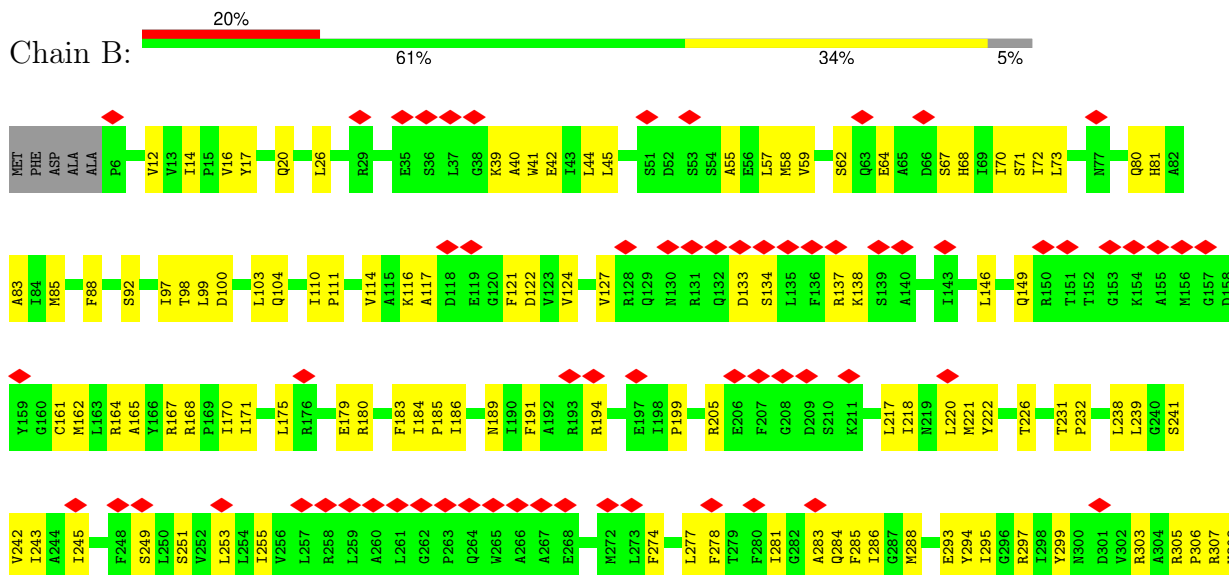 20%
Chain B:
61% 34% 5%
MET PHE ASP ALA ALA P6 V12 V13 I14 P15 V16 Y17 Q20 L26 R29 E35 S36 L37 G38 K39 A40 W41 E42 I43 L44 L45 S51 D52 S53 S54 A55 E56 L57 M58 V59 S62 Q63 E64 A65 D66 S67 H68 I69 I70 S71 I72 L73 N77 Q80 H81 A82
A83 I84 M85 F88 S92 I97 T98 L99 D100 L103 Q104 I110 P111 V114 A115 K116 A117 D118 E119 G120 F121 D122 V123 V124 V127 R128 Q129 N130 R131 Q132 D133 S134 L135 F136 R137 K138 S139 A140 I143 L146 Q149 R150 T151 T152 G153 K154 A155 M156 G157 D158
Y159 G160 C161 M162 L163 R164 A165 Y166 R167 R168 P169 I170 I171 L175 R176 E179 R180 F183 I184 P185 I186 N189 I190 F191 A192 R193 R194 E197 I198 P199 R205 E206 F207 G208 D209 S210 K211 L217 I218 N219 L220 M221 Y222 T226 T231 P232 L238 L239 G240 S241
V242 I243 A244 I245 F248 S249 L250 S251 V252 L253 L254 I255 V256 L257 R258 L259 A260 L261 G262 P263 Q264 W265 A266 A267 E268 M272 L273 F274 L277 F278 T279 F280 I281 G282 A283 Q284 F285 I286 G287 M288 E293 Y294 I295 G296 R297 I298 Y299 N300 D301 V302 R303 A304 R305 P306 R307